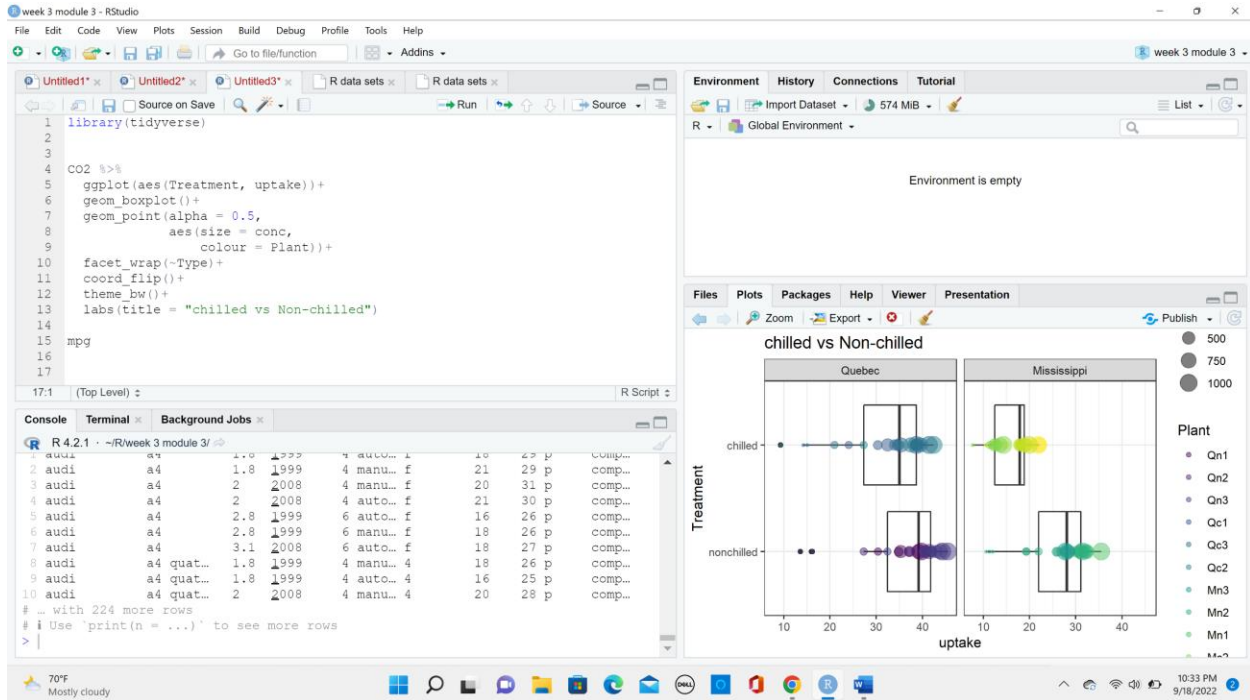 week 3 module 3 - RStudio
File Edit Code View Plots Session Build Debug Profile Tools Help
Go to file/function Addins week 3 module 3
Untitled1* Untitled2* Untitled3* R data sets R data sets
Source on Save Run Source
1 library(tidyverse)
2
3
4 CO2 %>%
5 ggplot(aes(Treatment, uptake))+
6 geom_boxplot()+
7 geom_point(alpha = 0.5,
8 aes(size = conc,
9 colour = Plant))+
10 facet_wrap(~Type)+
11 coord_flip()+
12 theme_bw()+
13 labs(title = "chilled vs Non-chilled")
14
15 mpg
16
17
17:1 (Top Level) R Script
Console Terminal Background Jobs
R 4.2.1 · ~/R/week 3 module 3/
1 audi a4 1.8 1999 4 auto… f 18 29 p comp…
2 audi a4 1.8 1999 4 manu… f 21 29 p comp…
3 audi a4 2 2008 4 manu… f 20 31 p comp…
4 audi a4 2 2008 4 auto… f 21 30 p comp…
5 audi a4 2.8 1999 6 auto… f 16 26 p comp…
6 audi a4 2.8 1999 6 manu… f 18 26 p comp…
7 audi a4 3.1 2008 6 auto… f 18 27 p comp…
8 audi a4 quat… 1.8 1999 4 manu… 4 18 26 p comp…
9 audi a4 quat… 1.8 1999 4 auto… 4 16 25 p comp…
10 audi a4 quat… 2 2008 4 manu… 4 20 28 p comp…
# … with 224 more rows
# ℹ Use `print(n = ...)` to see more rows
>
Environment History Connections Tutorial
Import Dataset 574 MiB List
R Global Environment
Environment is empty
Files Plots Packages Help Viewer Presentation
Zoom Export Publish
chilled vs Non-chilled
Quebec Mississippi
chilled
nonchilled
Treatment
10 20 30 40 10 20 30 40
uptake
500
750
1000
Plant
Qn1
Qn2
Qn3
Qc1
Qc3
Qc2
Mn3
Mn2
Mn1
70°F
Mostly cloudy
DELL
10:33 PM
9/18/2022
2